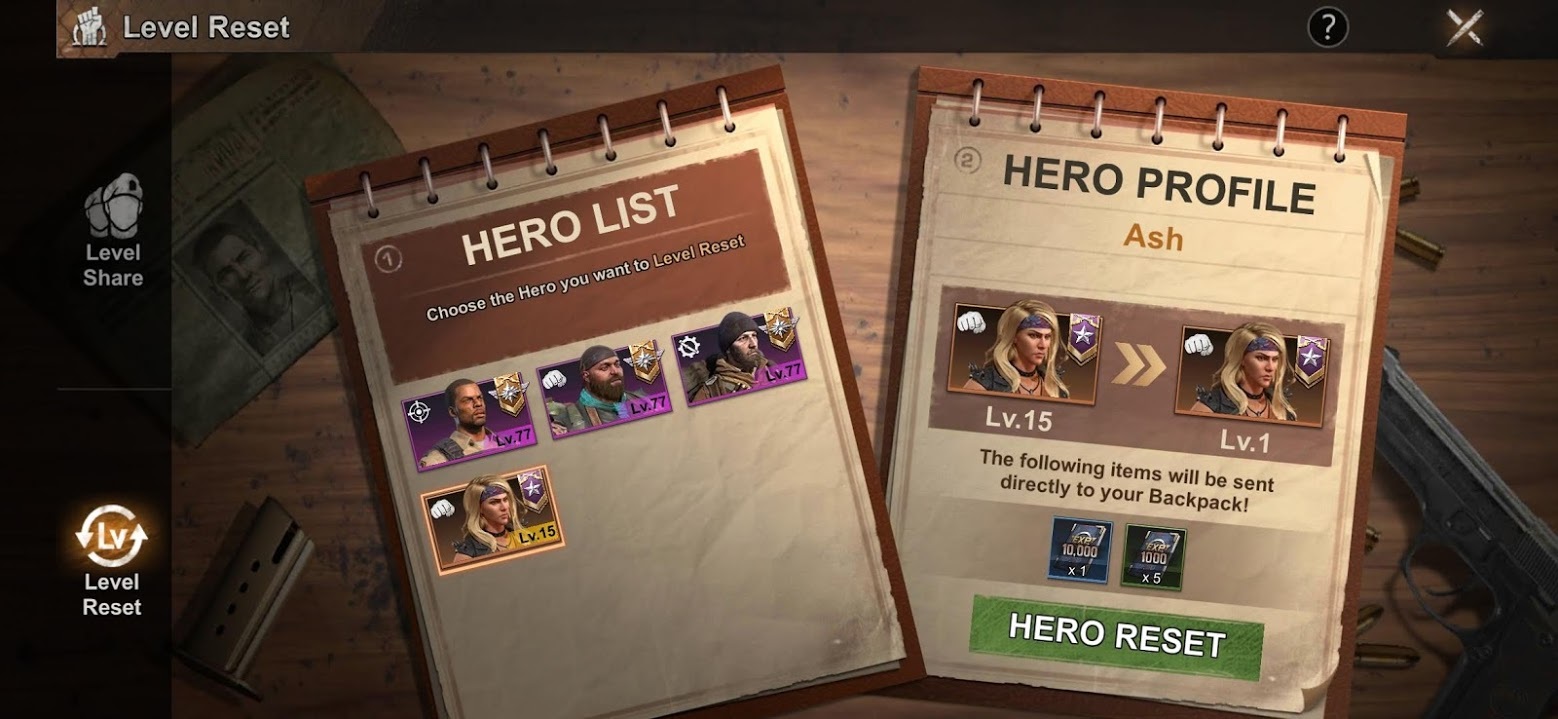 Level Reset
?
Level
Share
Lv
Level
Reset
1
HERO LIST
Choose the Hero you want to Level Reset
Lv.77
Lv.77
Lv.77
Lv.15
2
HERO PROFILE
Ash
Lv.15
Lv.1
The following items will be sent
directly to your Backpack!
EXP
10,000
x 1
EXP
1000
x 5
HERO RESET